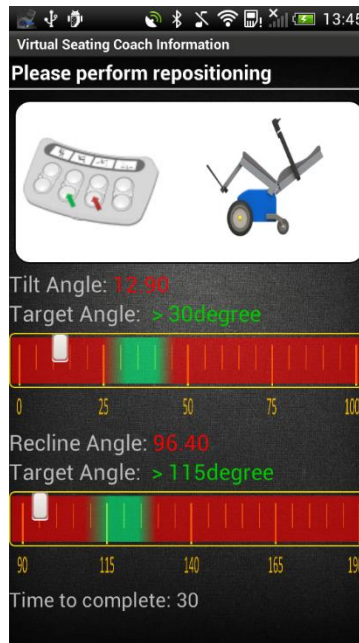 13:45
Virtual Seating Coach Information
Please perform repositioning
Tilt Angle: 12.90
Target Angle: > 30degree
0 25 50 75 100
Recline Angle: 96.40
Target Angle: > 115degree
90 115 140 165 19
Time to complete: 30